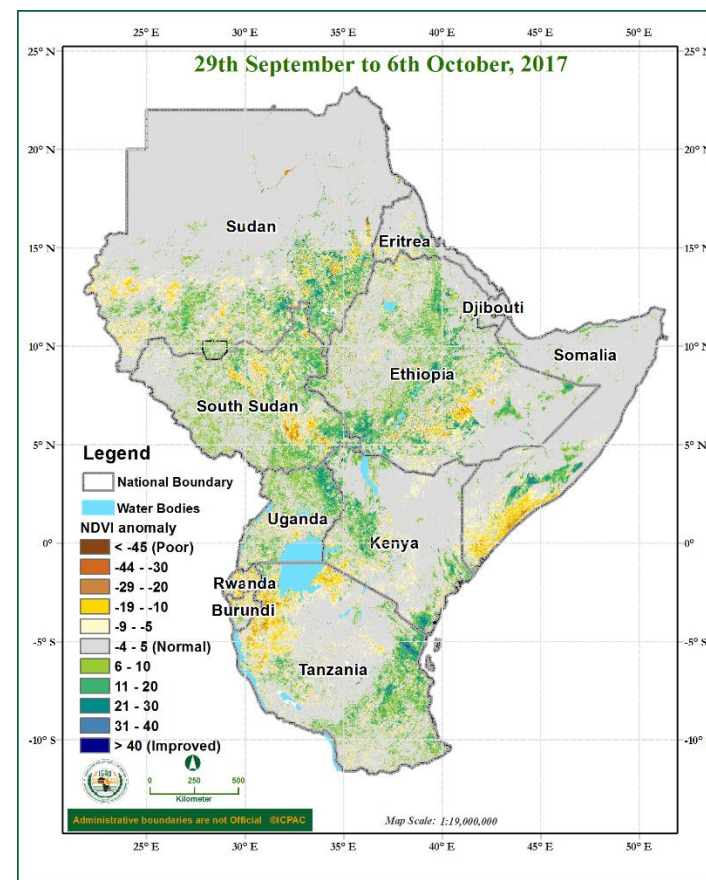 25° E 30° E 35° E 40° E 45° E 50° E
29th September to 6th October, 2017
25° N 25° N
20° N 20° N
Sudan
15° N Eritrea 15° N
Djibouti
10° N 10° N
Somalia
Ethiopia
South Sudan
5° N 5° N
Legend
National Boundary
Water Bodies
NDVI anomaly
Uganda
0° Kenya 0°
< -45 (Poor)
-44 - -30
-29 - -20
Rwanda
-19 - -10
Burundi
-9 - -5
-5° S -5° S
-4 - 5 (Normal)
6 - 10
Tanzania
11 - 20
21 - 30
31 - 40
-10° S -10° S
> 40 (Improved)
IGAD
0 250 500
Kilometer
Administrative boundaries are not Official ©ICPAC
Map Scale: 1:19,000,000
25° E 30° E 35° E 40° E 45° E 50° E